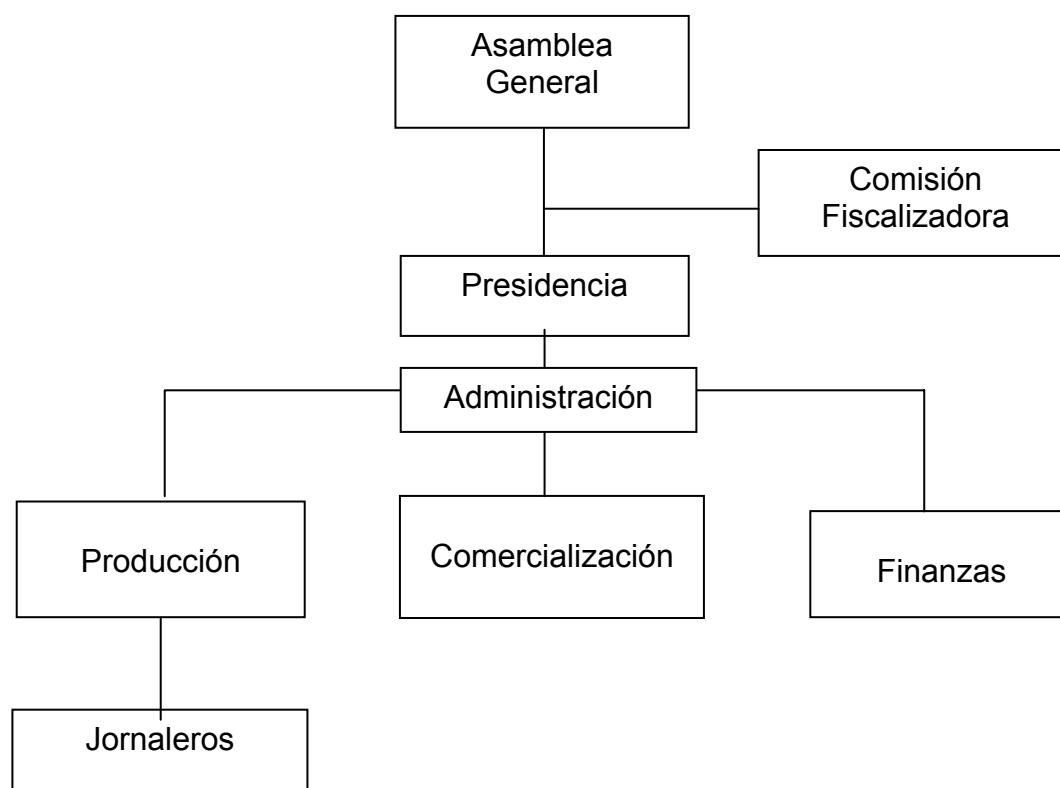 Asamblea
General
Comisión
Fiscalizadora
Presidencia
Administración
Producción
Comercialización
Finanzas
Jornaleros